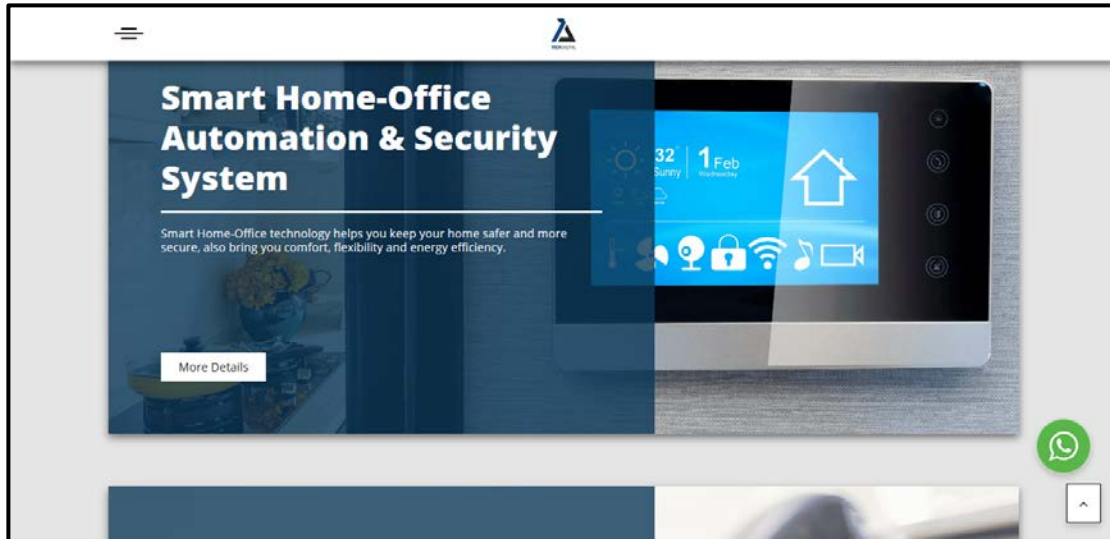 Smart Home-Office
Automation & Security
System
Smart Home-Office technology helps you keep your home safer and more
secure, also bring you comfort, flexibility and energy efficiency.
More Details
32°
Sunny
1 Feb
Wednesday